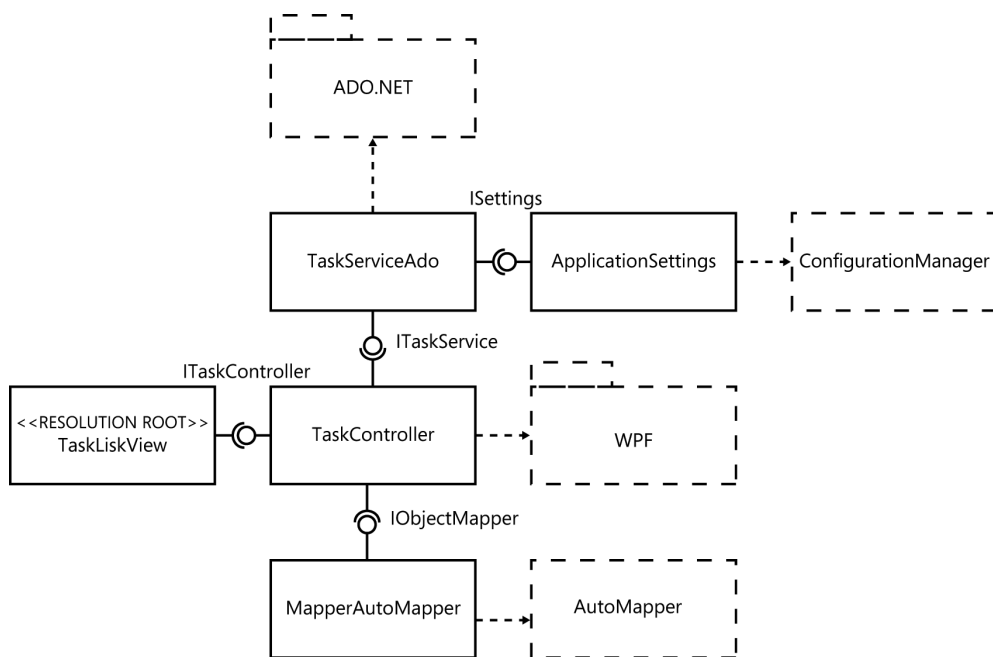 ADO.NET
ISettings
TaskServiceAdo
ApplicationSettings
ConfigurationManager
ITaskService
ITaskController
<<RESOLUTION ROOT>>
TaskLiskView
TaskController
WPF
IObjectMapper
MapperAutoMapper
AutoMapper